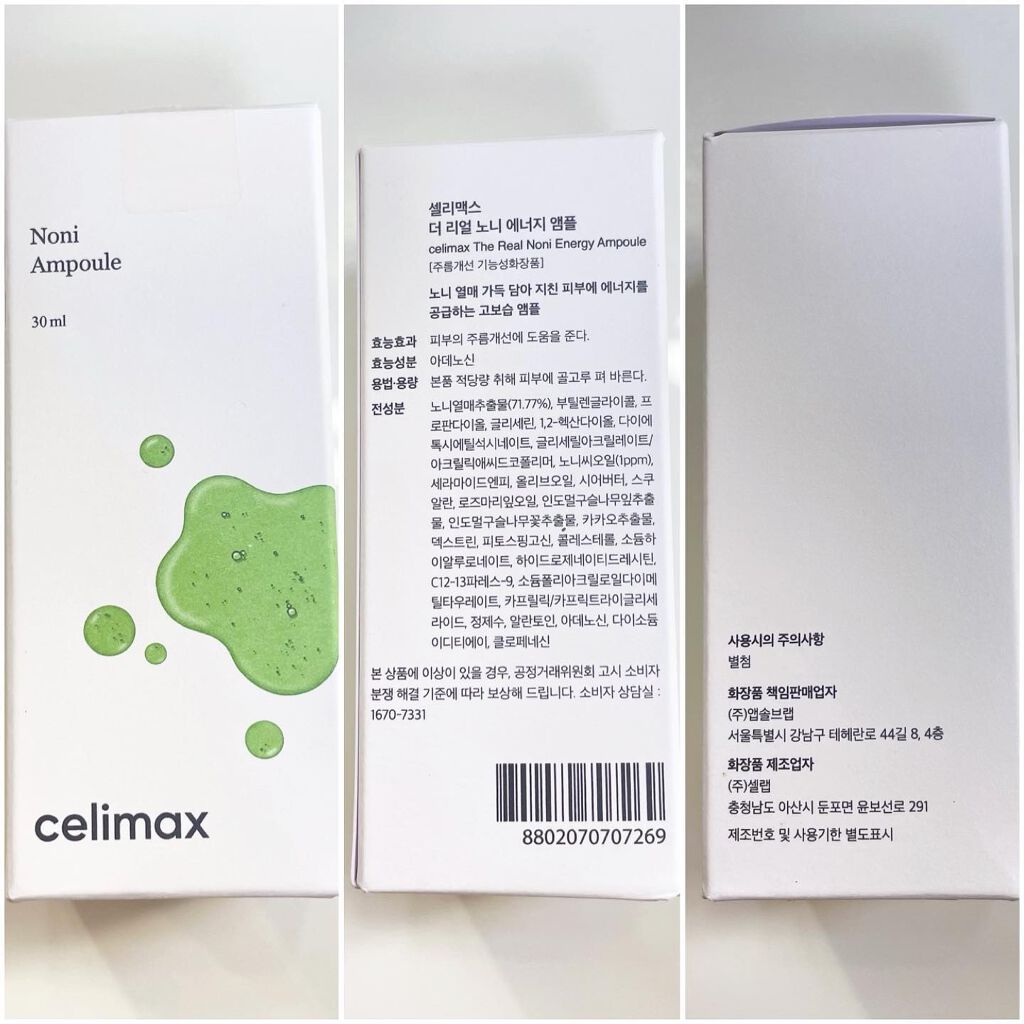 Noni
Ampoule
30 ml
celimax
셀리맥스
더 리얼 노니 에너지 앰플
celimax The Real Noni Energy Ampoule
[주름개선 기능성화장품]
노니 열매 가득 담아 지친 피부에 에너지를
공급하는 고보습 앰플
효능효과 피부의 주름개선에 도움을 준다.
효능성분 아데노신
용법·용량 본품 적당량 취해 피부에 골고루 펴 바른다.
전성분 노니열매추출물(71.77%), 부틸렌글라이콜, 프
로판다이올, 글리세린, 1,2-헥산다이올, 다이에
톡시에틸석시네이트, 글리세릴아크릴레이트/
아크릴릭애씨드코폴리머, 노니씨오일(1ppm),
세라마이드엔피, 올리브오일, 시어버터, 스쿠
알란, 로즈마리잎오일, 인도멀구슬나무잎추출
물, 인도멀구슬나무꽃추출물, 카카오추출물,
덱스트린, 피토스핑고신, 콜레스테롤, 소듐하
이알루로네이트, 하이드로제네이티드레시틴,
C12-13파레스-9, 소듐폴리아크릴로일다이메
틸타우레이트, 카프릴릭/카프릭트라이글리세
라이드, 정제수, 알란토인, 아데노신, 다이소듐
이디티에이, 클로페네신
본 상품에 이상이 있을 경우, 공정거래위원회 고시 소비자
분쟁 해결 기준에 따라 보상해 드립니다. 소비자 상담실 :
1670-7331
8802070707269
사용시의 주의사항
별첨
화장품 책임판매업자
(주)앱솔브랩
서울특별시 강남구 테헤란로 44길 8, 4층
화장품 제조업자
(주)셀랩
충청남도 아산시 둔포면 윤보선로 291
제조번호 및 사용기한 별도표시